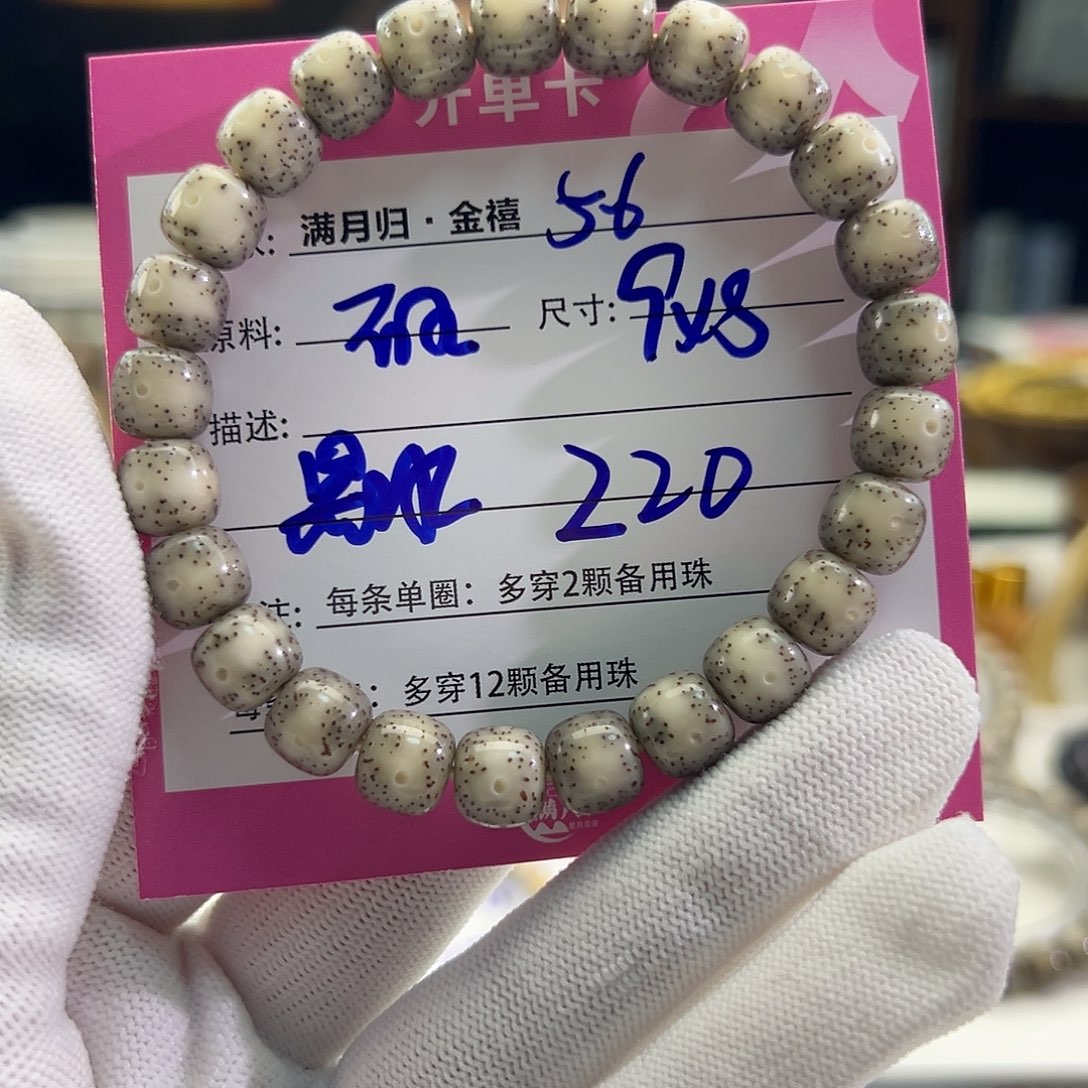 开单卡
满月归·金禧 56
原料: 尺寸: 9x8
描述:
220
注: 每条单圈: 多穿2颗备用珠
: 多穿12颗备用珠